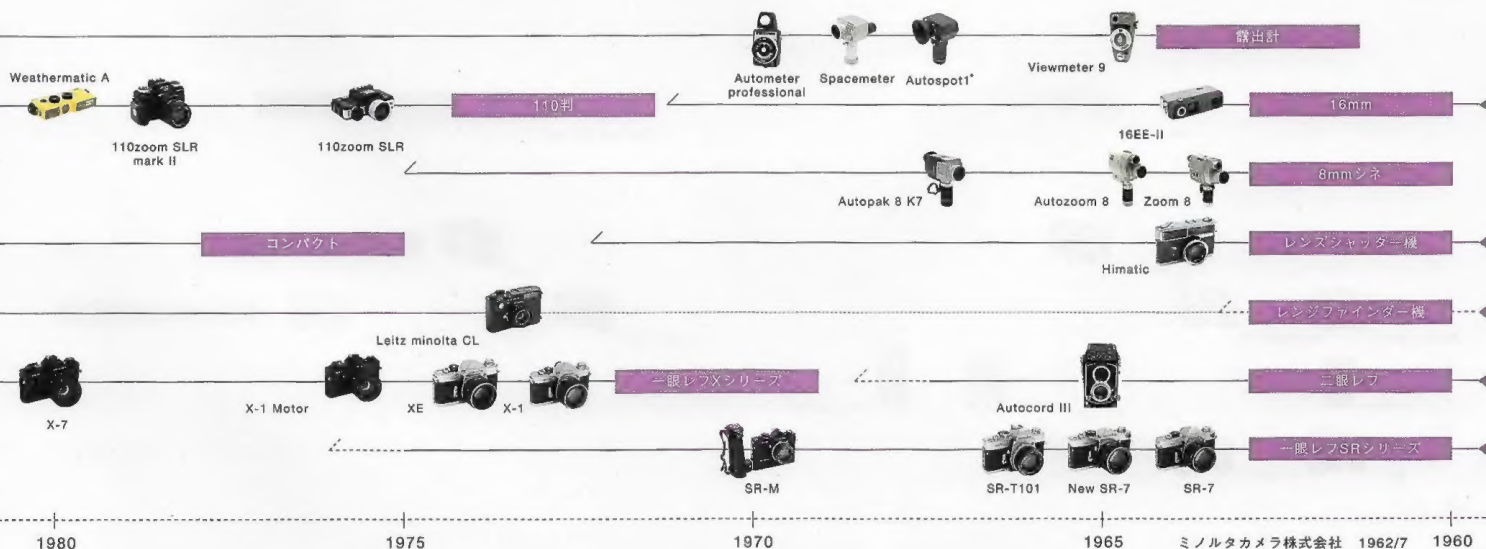 露出計
Autometer
professional
Spacemeter
Autospot1*
Viewmeter 9
Weathermatic A
110zoom SLR
mark II
110zoom SLR
110判
16EE-II
16mm
Autopak 8 K7
Autozoom 8
Zoom 8
8mmシネ
コンパクト
Himatic
レンズシャッター機
Leitz minolta CL
レンジファインダー機
X-7
X-1 Motor
XE
X-1
一眼レフXシリーズ
Autocord III
二眼レフ
SR-M
SR-T101
New SR-7
SR-7
一眼レフSRシリーズ
1980
1975
1970
1965
ミノルタカメラ株式会社 1962/7
1960